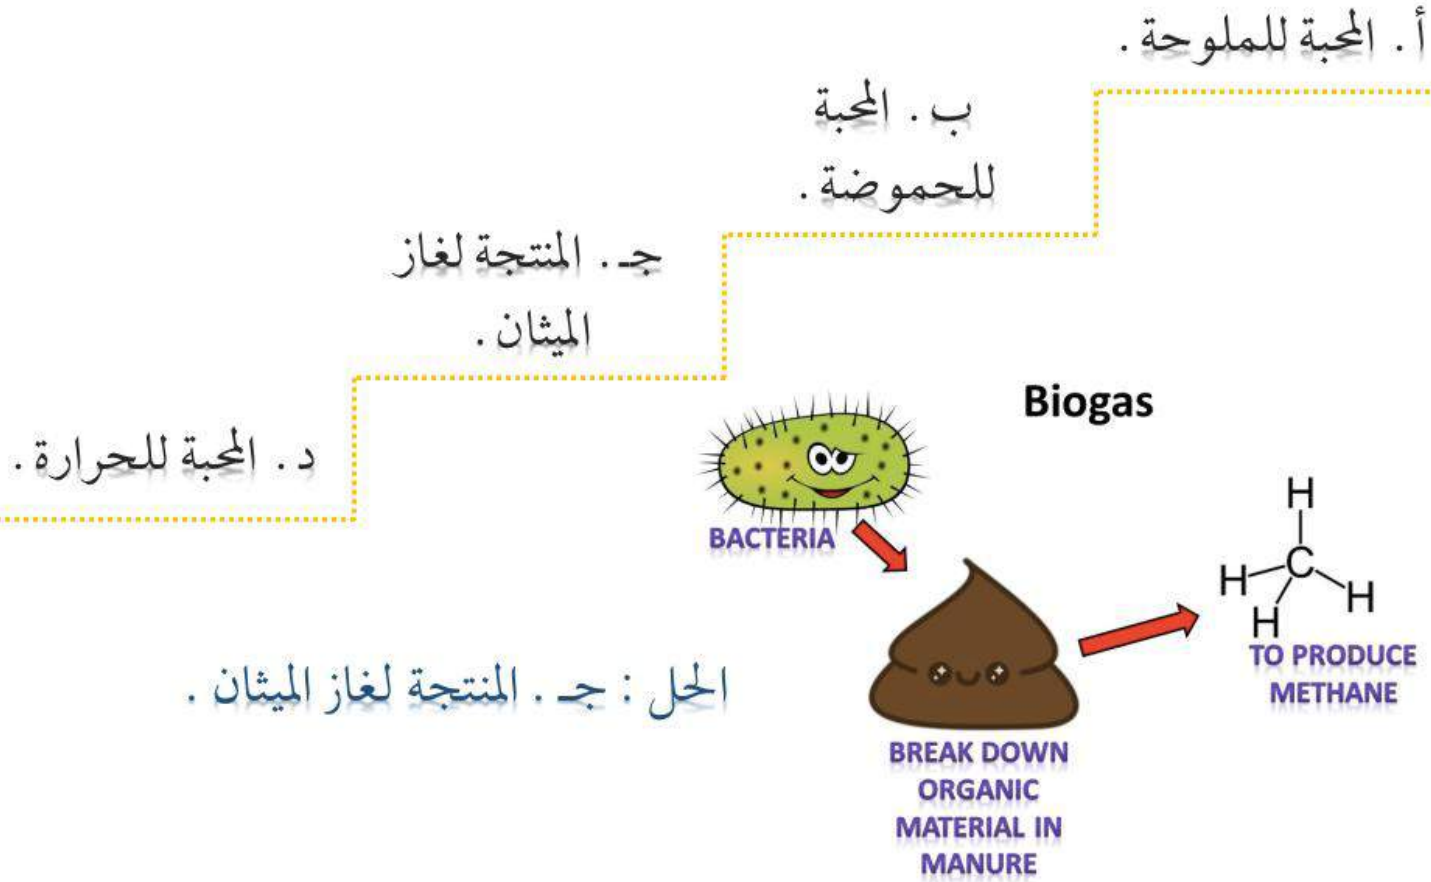 أ . المحبة للملوحة .
ب . المحبة
للحموضة .
جـ . المنتجة لغاز
الميثان .
د . المحبة للحرارة .
Biogas
BACTERIA
H
C
H
H
H
TO PRODUCE
METHANE
BREAK DOWN
ORGANIC
MATERIAL IN
MANURE
الحل : جـ . المنتجة لغاز الميثان .